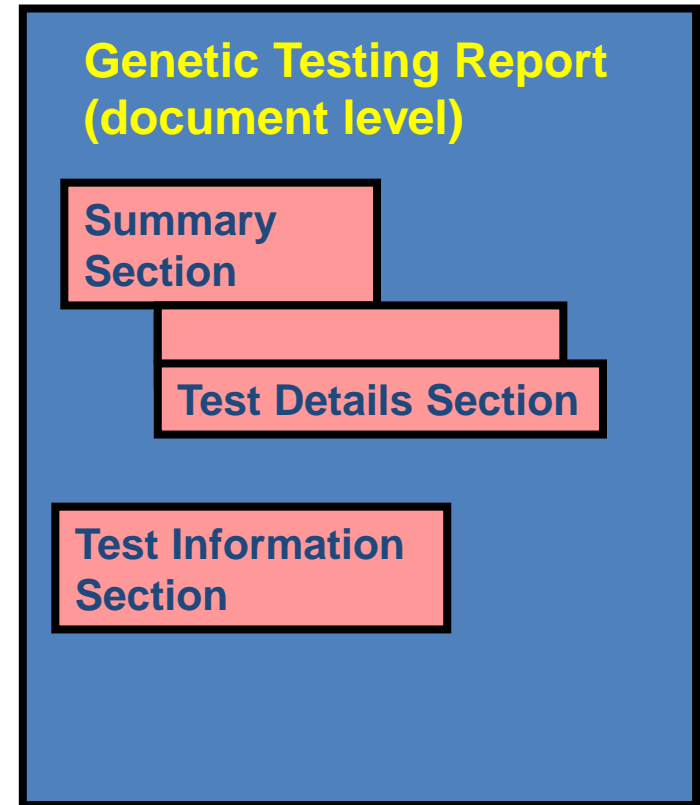 Genetic Testing Report
(document level)
Summary
Section
Test Details Section
Test Information
Section